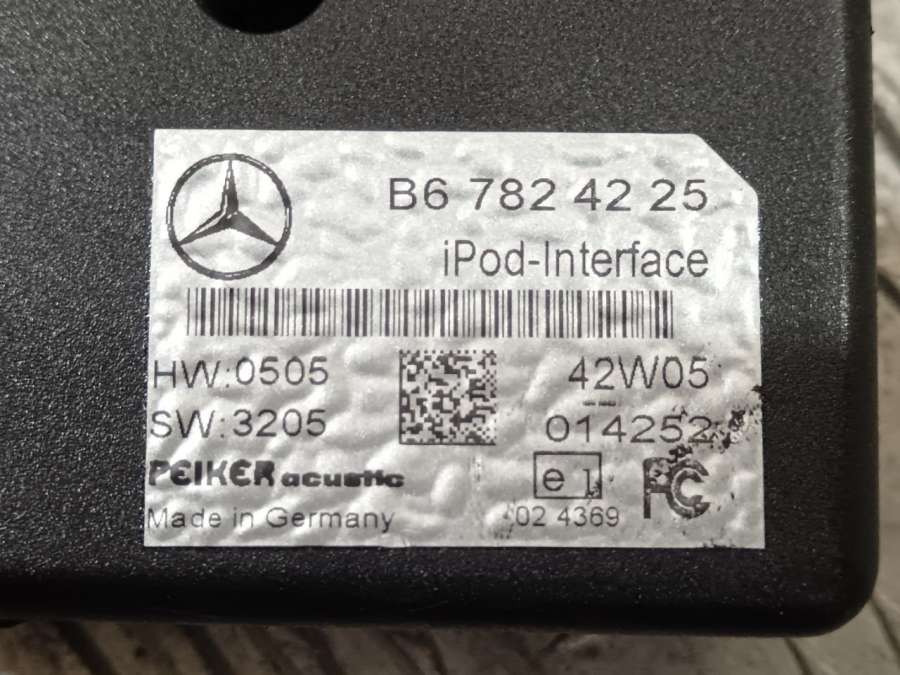 B6 782 42 25
iPod-Interface
HW:0505
42W05
SW:3205
014252
PEIKER acustic
e1
FC
Made in Germany
02 4369